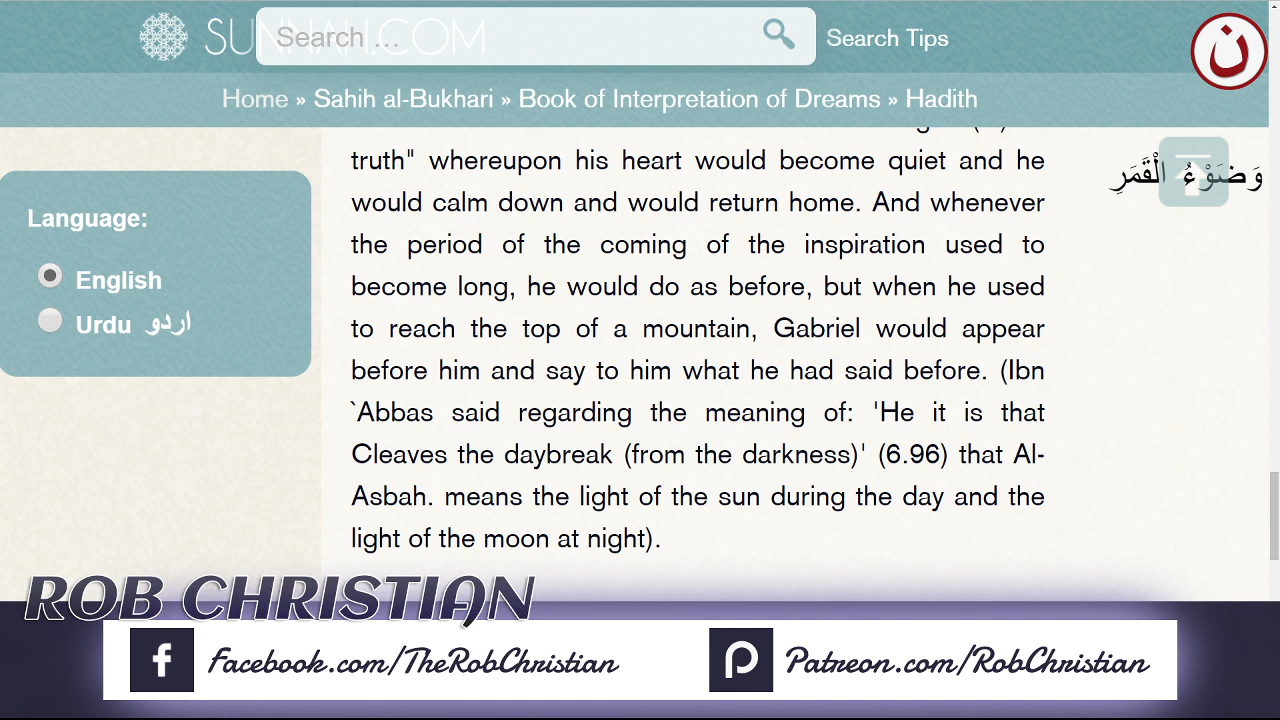 SUNNAH.COM
Search ...
Search Tips
ن
Home » Sahih al-Bukhari » Book of Interpretation of Dreams » Hadith
truth" whereupon his heart would become quiet and he
وَضَوْءُ الْقَمَرِ
would calm down and would return home. And whenever
the period of the coming of the inspiration used to
become long, he would do as before, but when he used
to reach the top of a mountain, Gabriel would appear
before him and say to him what he had said before. (Ibn
`Abbas said regarding the meaning of: 'He it is that
Cleaves the daybreak (from the darkness)' (6.96) that Al-
Asbah. means the light of the sun during the day and the
light of the moon at night).
Language:
English
Urdu اردو
ROB CHRISTIAN
f Facebook.com/TheRobChristian
Patreon.com/RobChristian